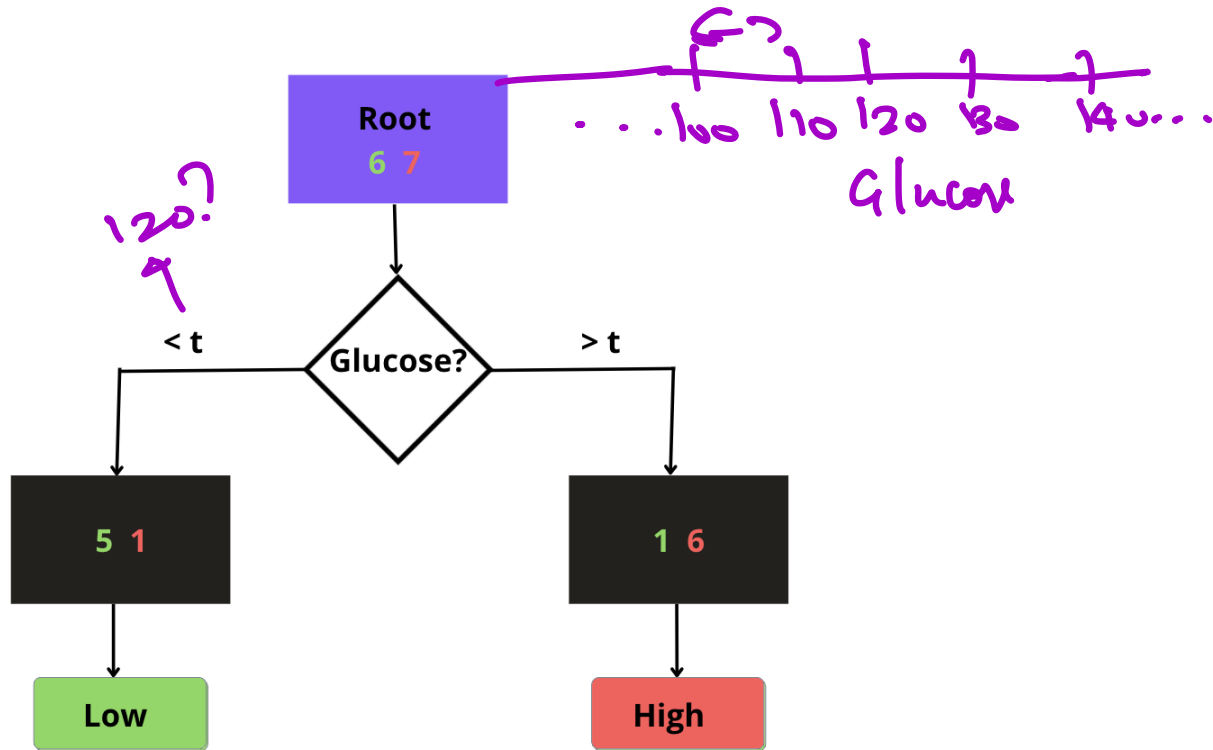 Root
6 7
... 100 110 120 130 140 ....
Glucose
120?
< t
Glucose?
> t
5 1
1 6
Low
High